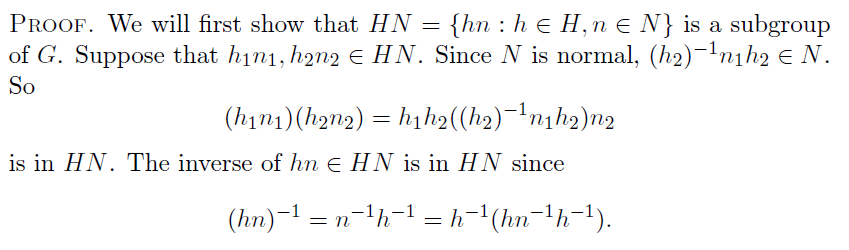 PROOF. We will first show that HN = {hn : h ∈ H, n ∈ N} is a subgroup
of G. Suppose that h₁n₁, h₂n₂ ∈ HN. Since N is normal, (h₂)⁻¹n₁h₂ ∈ N.
So
(h₁n₁)(h₂n₂) = h₁h₂((h₂)⁻¹n₁h₂)n₂
is in HN. The inverse of hn ∈ HN is in HN since
(hn)⁻¹ = n⁻¹h⁻¹ = h⁻¹(hn⁻¹h⁻¹).